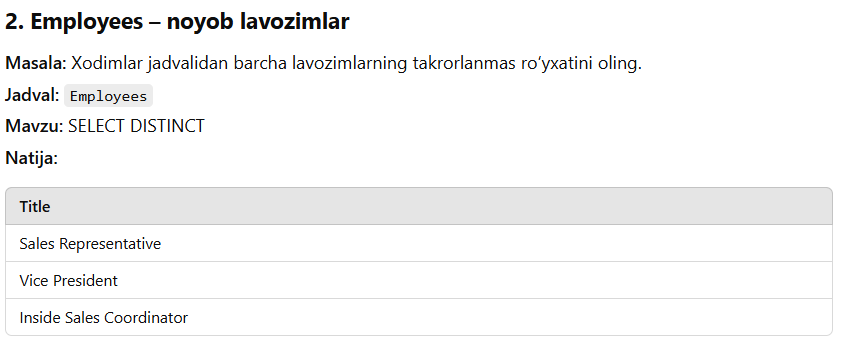 2. Employees – noyob lavozimlar
Masala: Xodimlar jadvalidan barcha lavozimlarning takrorlanmas ro‘yxatini oling.
Jadval: Employees
Mavzu: SELECT DISTINCT
Natija:
Title
Sales Representative
Vice President
Inside Sales Coordinator